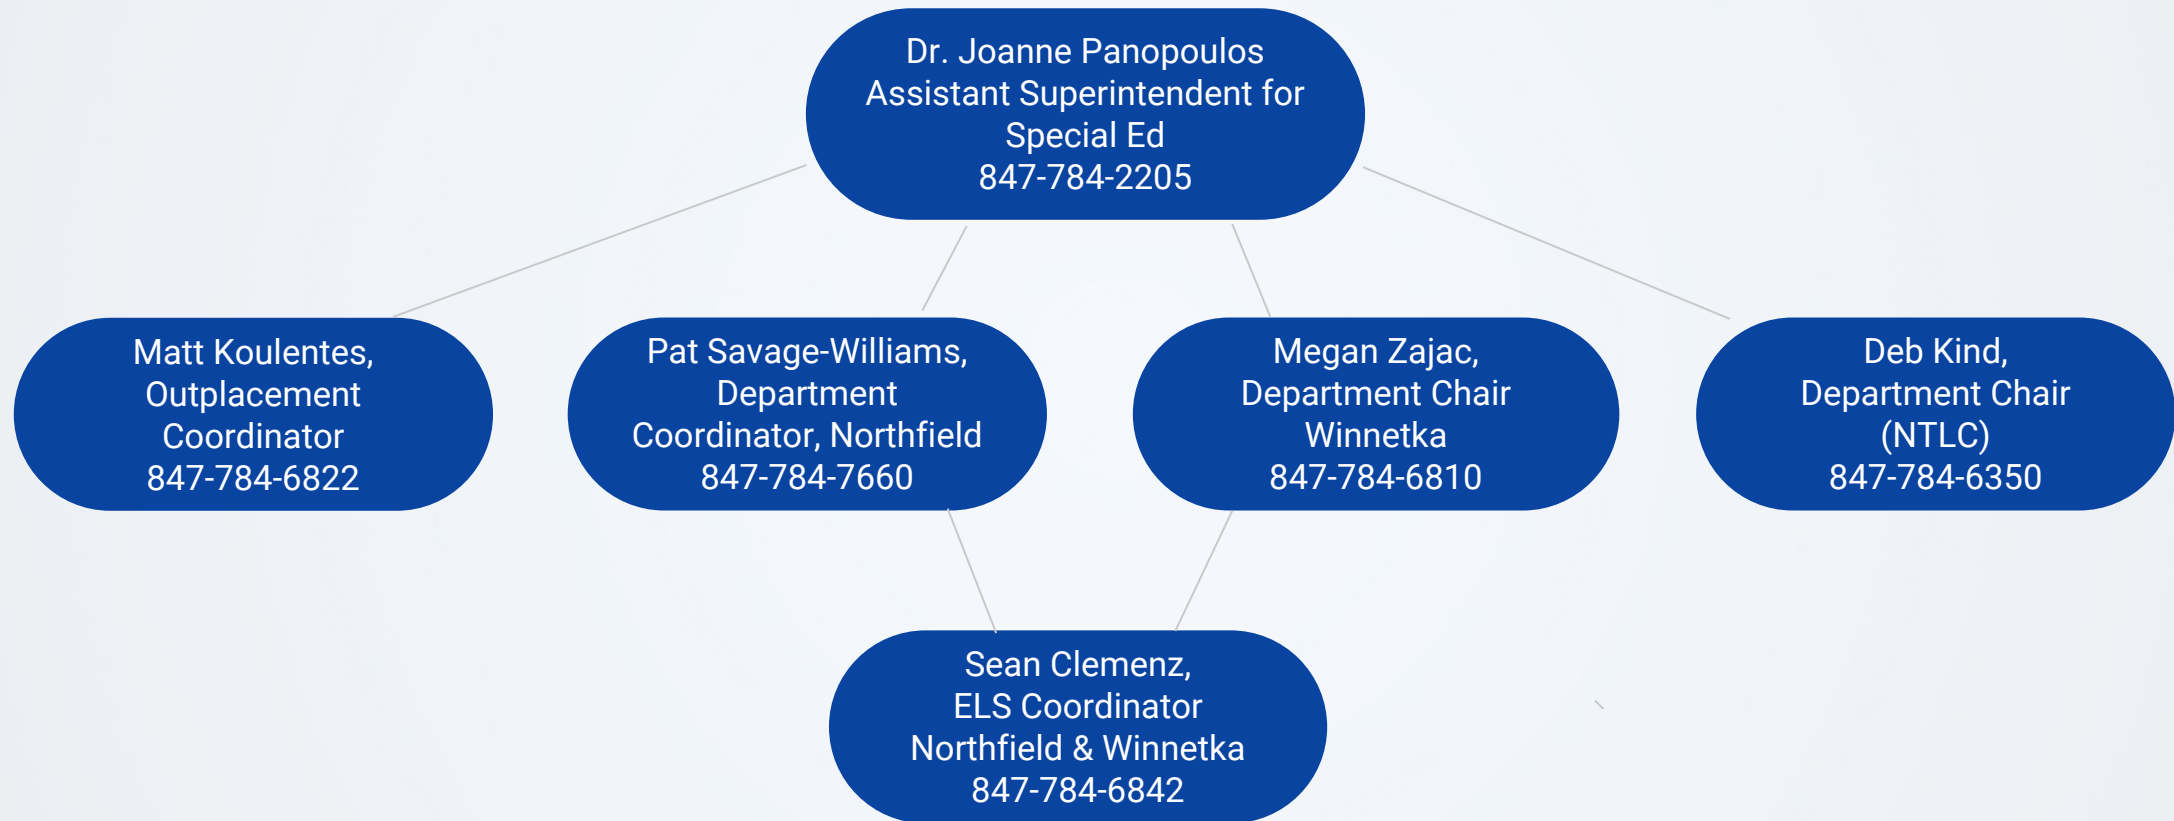 Dr. Joanne Panopoulos
Assistant Superintendent for
Special Ed
847-784-2205
Matt Koulentes,
Outplacement
Coordinator
847-784-6822
Pat Savage-Williams,
Department
Coordinator, Northfield
847-784-7660
Megan Zajac,
Department Chair
Winnetka
847-784-6810
Deb Kind,
Department Chair
(NTLC)
847-784-6350
Sean Clemenz,
ELS Coordinator
Northfield & Winnetka
847-784-6842